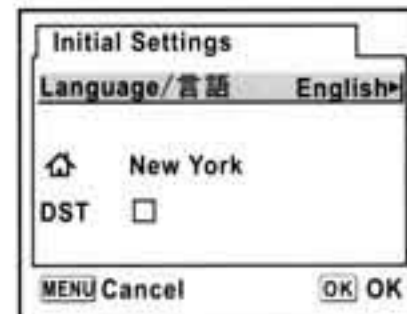 Initial Settings
Language/言語 English
New York
DST
MENU Cancel OK OK